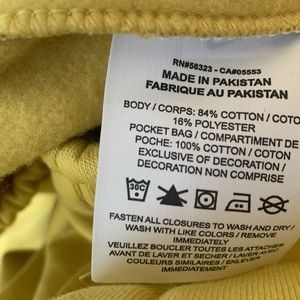 RN#56323 - CA#05553
MADE IN PAKISTAN
FABRIQUE AU PAKISTAN
BODY / CORPS: 84% COTTON / COTO
16% POLYESTER
POCKET BAG / COMPARTIMENT DE
POCHE: 100% COTTON / COTON
EXCLUSIVE OF DECORATION /
DECORATION NON COMPRISE
30C
FASTEN ALL CLOSURES TO WASH AND DRY /
WASH WITH LIKE COLORS / REMOVE
IMMEDIATELY
VEUILLEZ BOUCLER TOUTES LES ATTACHES
AVANT DE LAVER ET SECHER / LAVER AVEC
COULEURS SIMILAIRES / ENLEVER
IMMEDIATEMENT